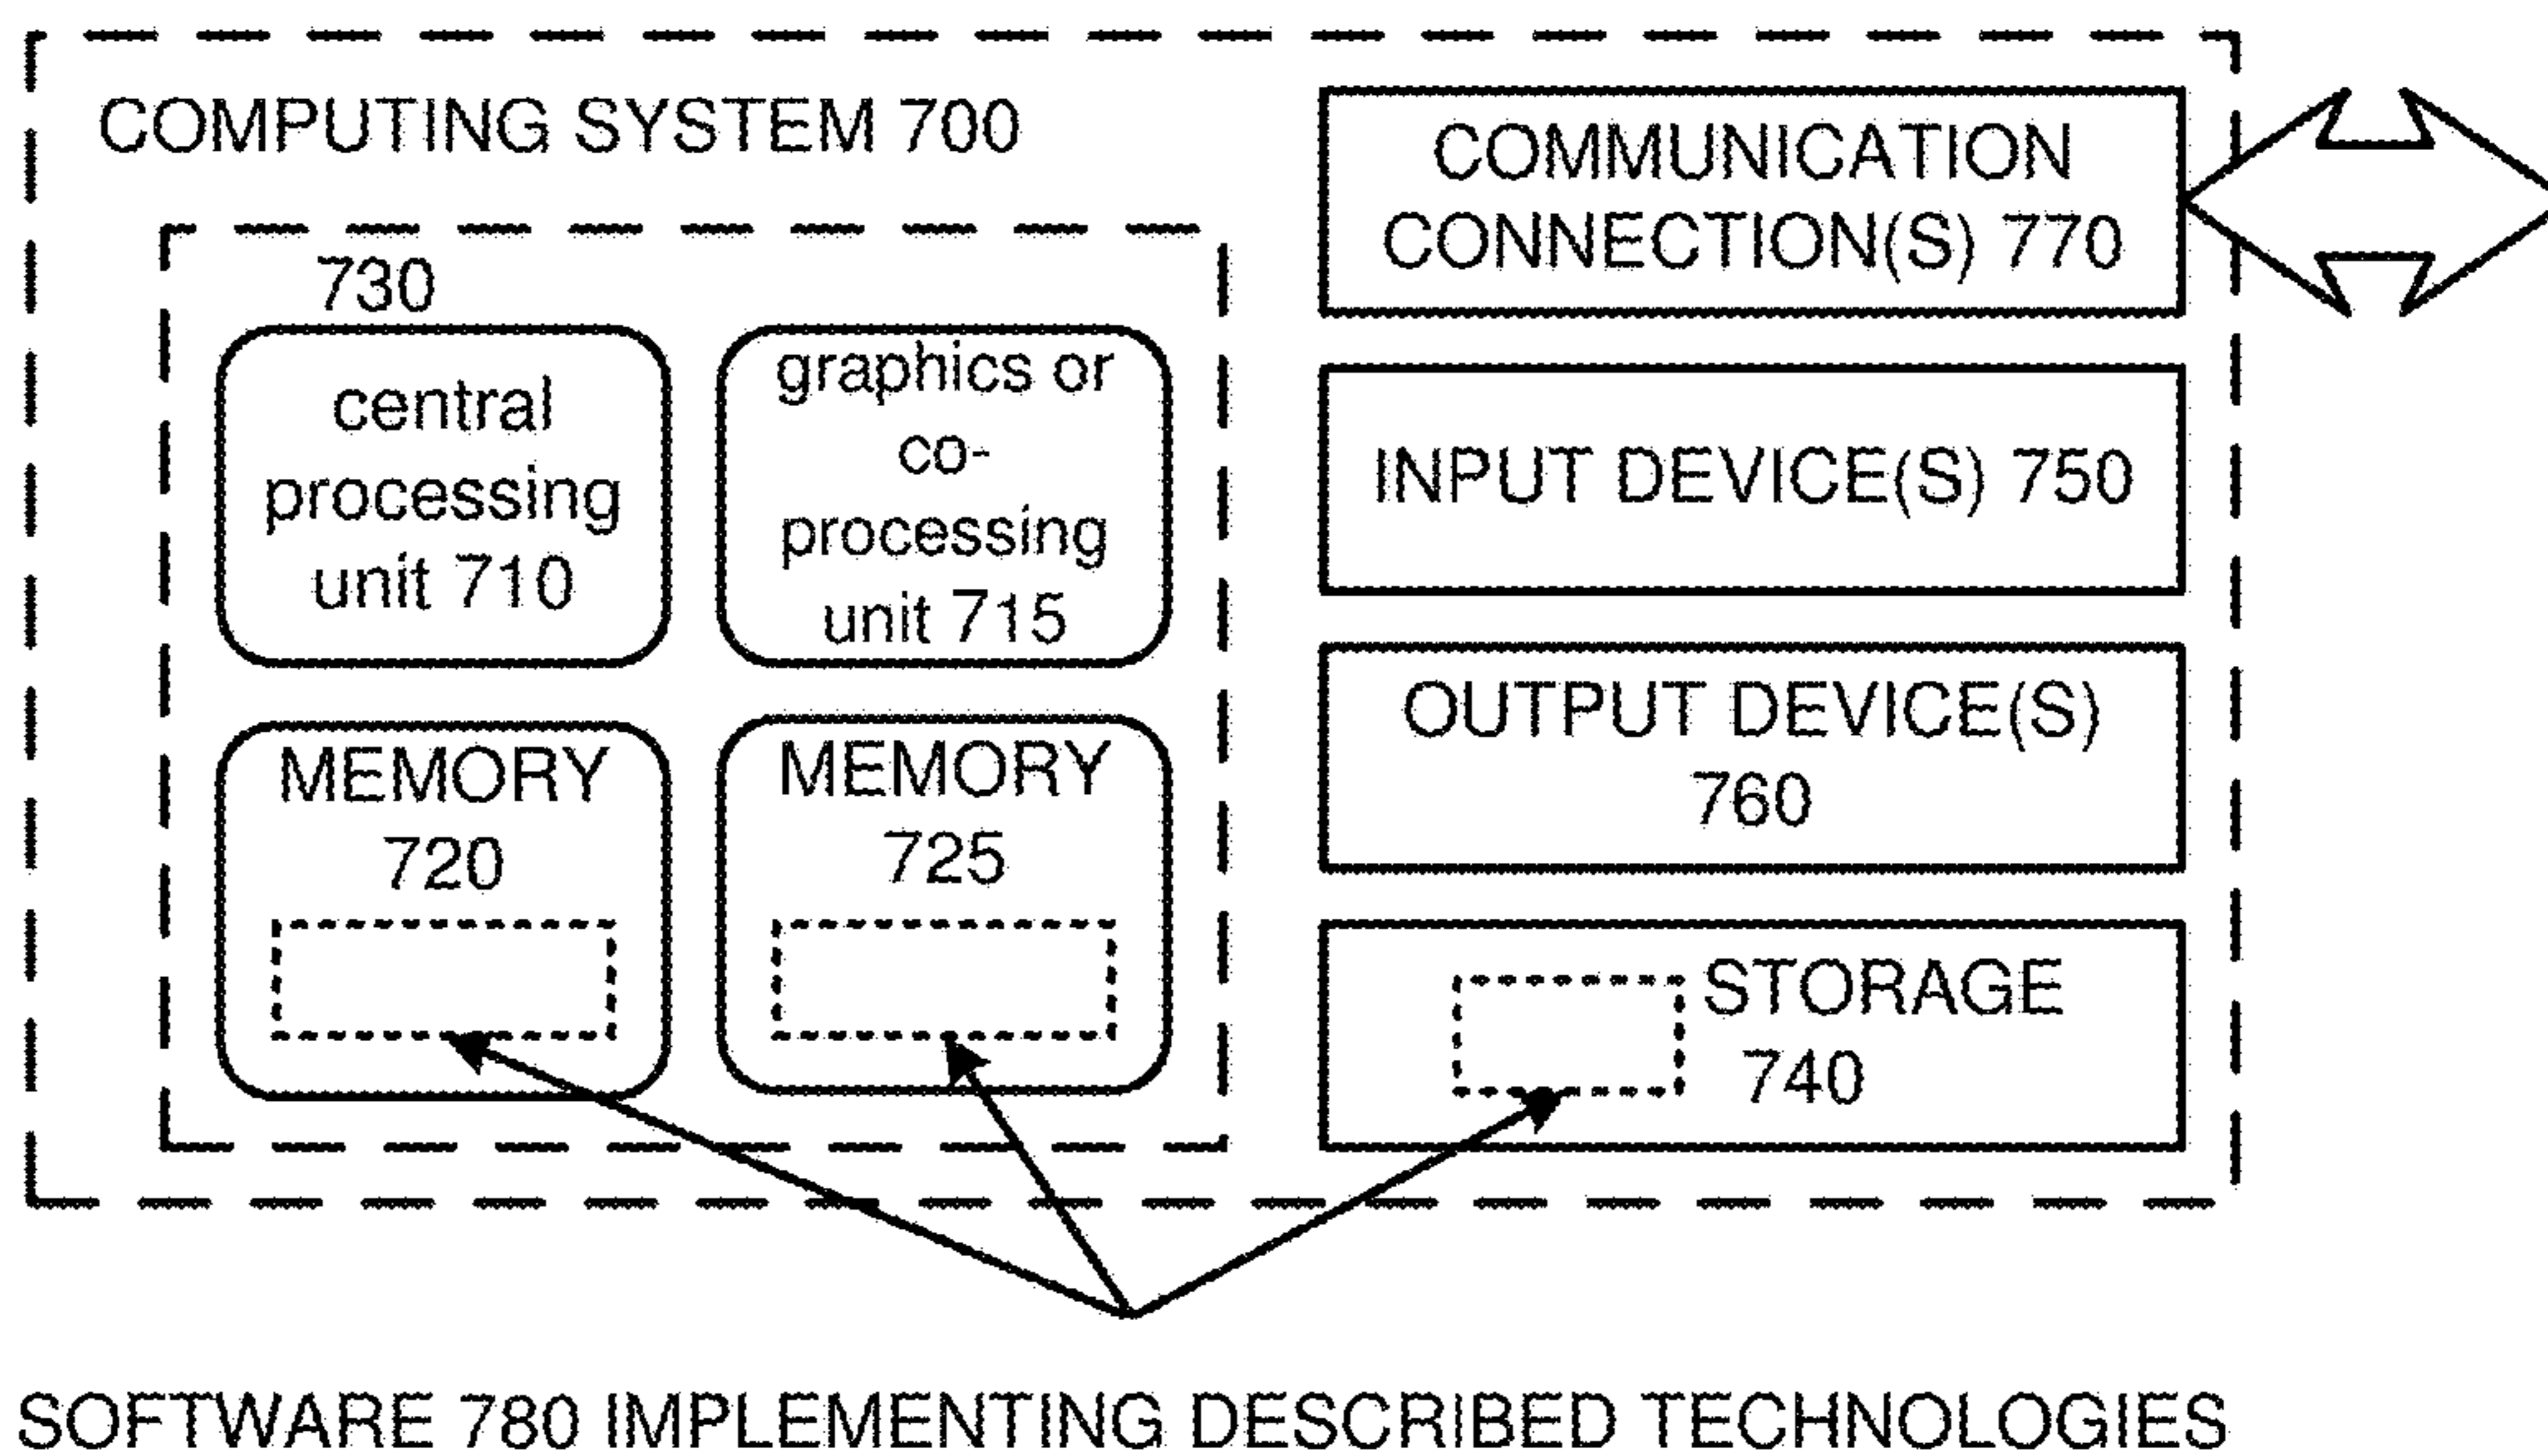 COMPUTING SYSTEM 700
730
central
processing
unit 710
graphics or
co-
processing
unit 715
MEMORY
720
MEMORY
725
COMMUNICATION
CONNECTION(S) 770
INPUT DEVICE(S) 750
OUTPUT DEVICE(S)
760
STORAGE
740
SOFTWARE 780 IMPLEMENTING DESCRIBED TECHNOLOGIES